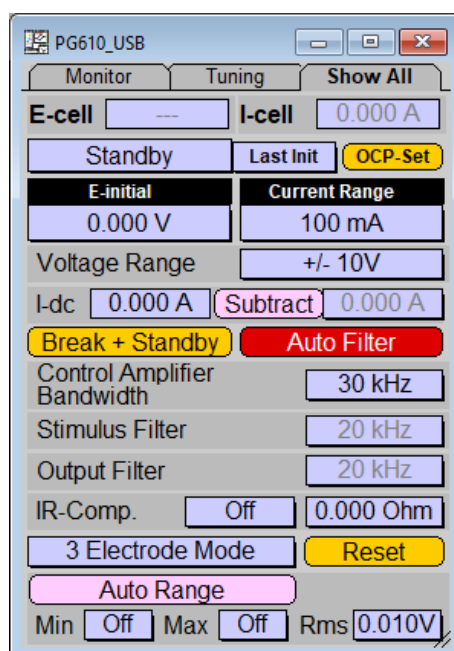 PG610_USB
Monitor Tuning Show All
E-cell --- I-cell 0.000 A
Standby Last Init OCP-Set
E-initial Current Range
0.000 V 100 mA
Voltage Range +/- 10V
I-dc 0.000 A Subtract 0.000 A
Break + Standby Auto Filter
Control Amplifier
Bandwidth 30 kHz
Stimulus Filter 20 kHz
Output Filter 20 kHz
IR-Comp. Off 0.000 Ohm
3 Electrode Mode Reset
Auto Range
Min Off Max Off Rms 0.010V